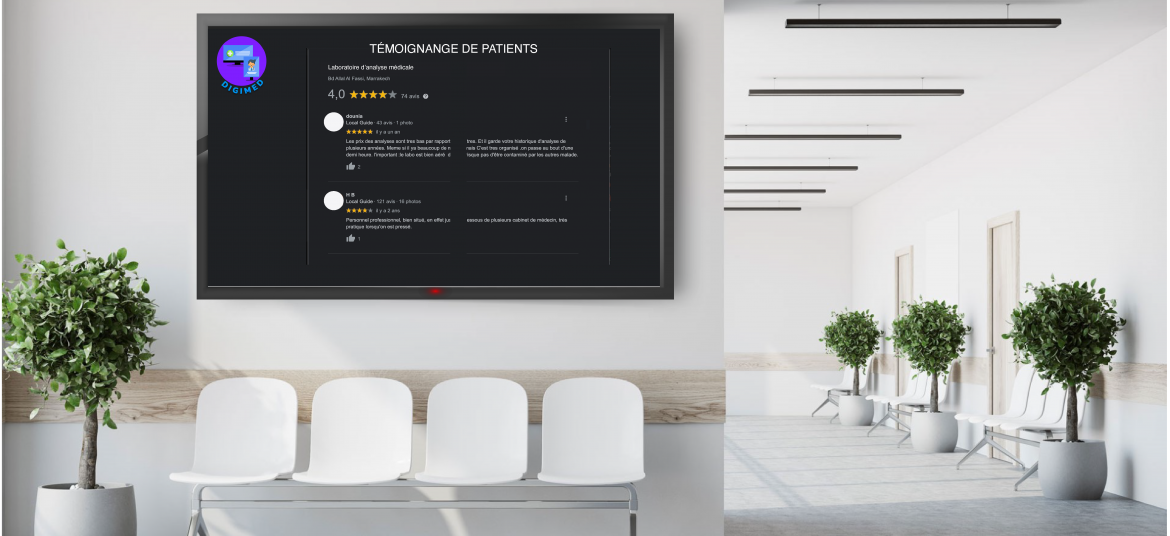 TÉMOIGNANGE DE PATIENTS
DIGIMED
Laboratoire d'analyse médicale
Bd Allal Al Fassi, Marrakech
4,0 74 avis
dounia
Local Guide · 43 avis · 1 photo
il y a un an
Les prix des analyses sont tres bas par rapport tres. Et il garde votre historique d'analyse de
plusieurs années. Meme si il ya beaucoup de n nais C'est tres organisé ,on passe au bout d'une
demi heure. l'important le labo est bien aéré d isque pas d'être contaminé par les autres malade.
2
H B
Local Guide · 121 avis · 16 photos
il y a 2 ans
Personnel professionnel, bien situé, en effet jus essous de plusieurs cabinet de médecin, très
pratique lorsqu'on est pressé.
1